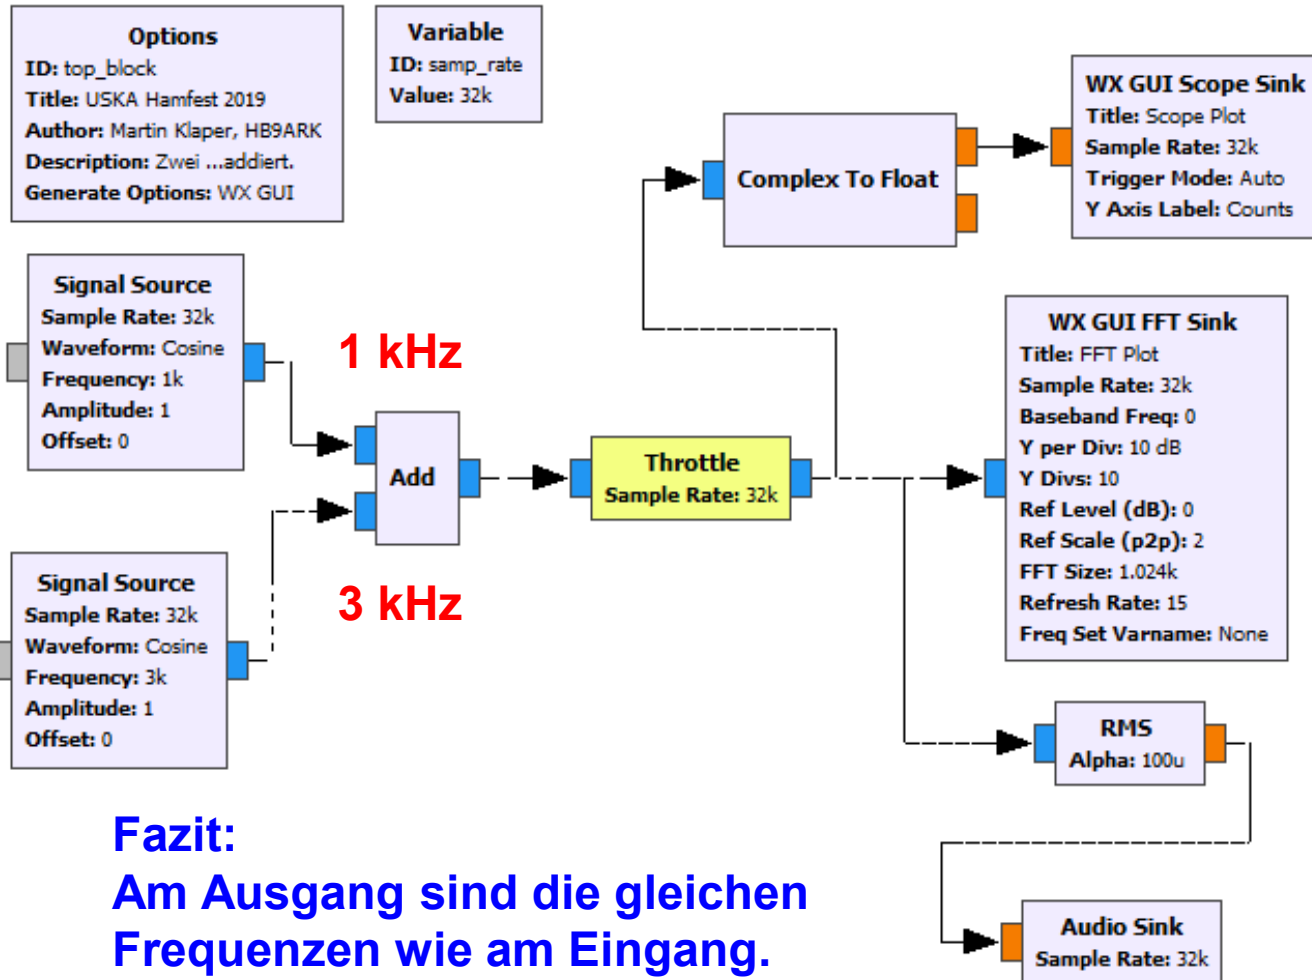 Options
ID: top_block
Title: USKA Hamfest 2019
Author: Martin Klaper, HB9ARK
Description: Zwei ...addiert.
Generate Options: WX GUI
Variable
ID: samp_rate
Value: 32k
Complex To Float
WX GUI Scope Sink
Title: Scope Plot
Sample Rate: 32k
Trigger Mode: Auto
Y Axis Label: Counts
Signal Source
Sample Rate: 32k
Waveform: Cosine
Frequency: 1k
Amplitude: 1
Offset: 0
1 kHz
Add
Throttle
Sample Rate: 32k
WX GUI FFT Sink
Title: FFT Plot
Sample Rate: 32k
Baseband Freq: 0
Y per Div: 10 dB
Y Divs: 10
Ref Level (dB): 0
Ref Scale (p2p): 2
FFT Size: 1.024k
Refresh Rate: 15
Freq Set Varname: None
Signal Source
Sample Rate: 32k
Waveform: Cosine
Frequency: 3k
Amplitude: 1
Offset: 0
3 kHz
RMS
Alpha: 100u
Audio Sink
Sample Rate: 32k
Fazit:
Am Ausgang sind die gleichen
Frequenzen wie am Eingang.